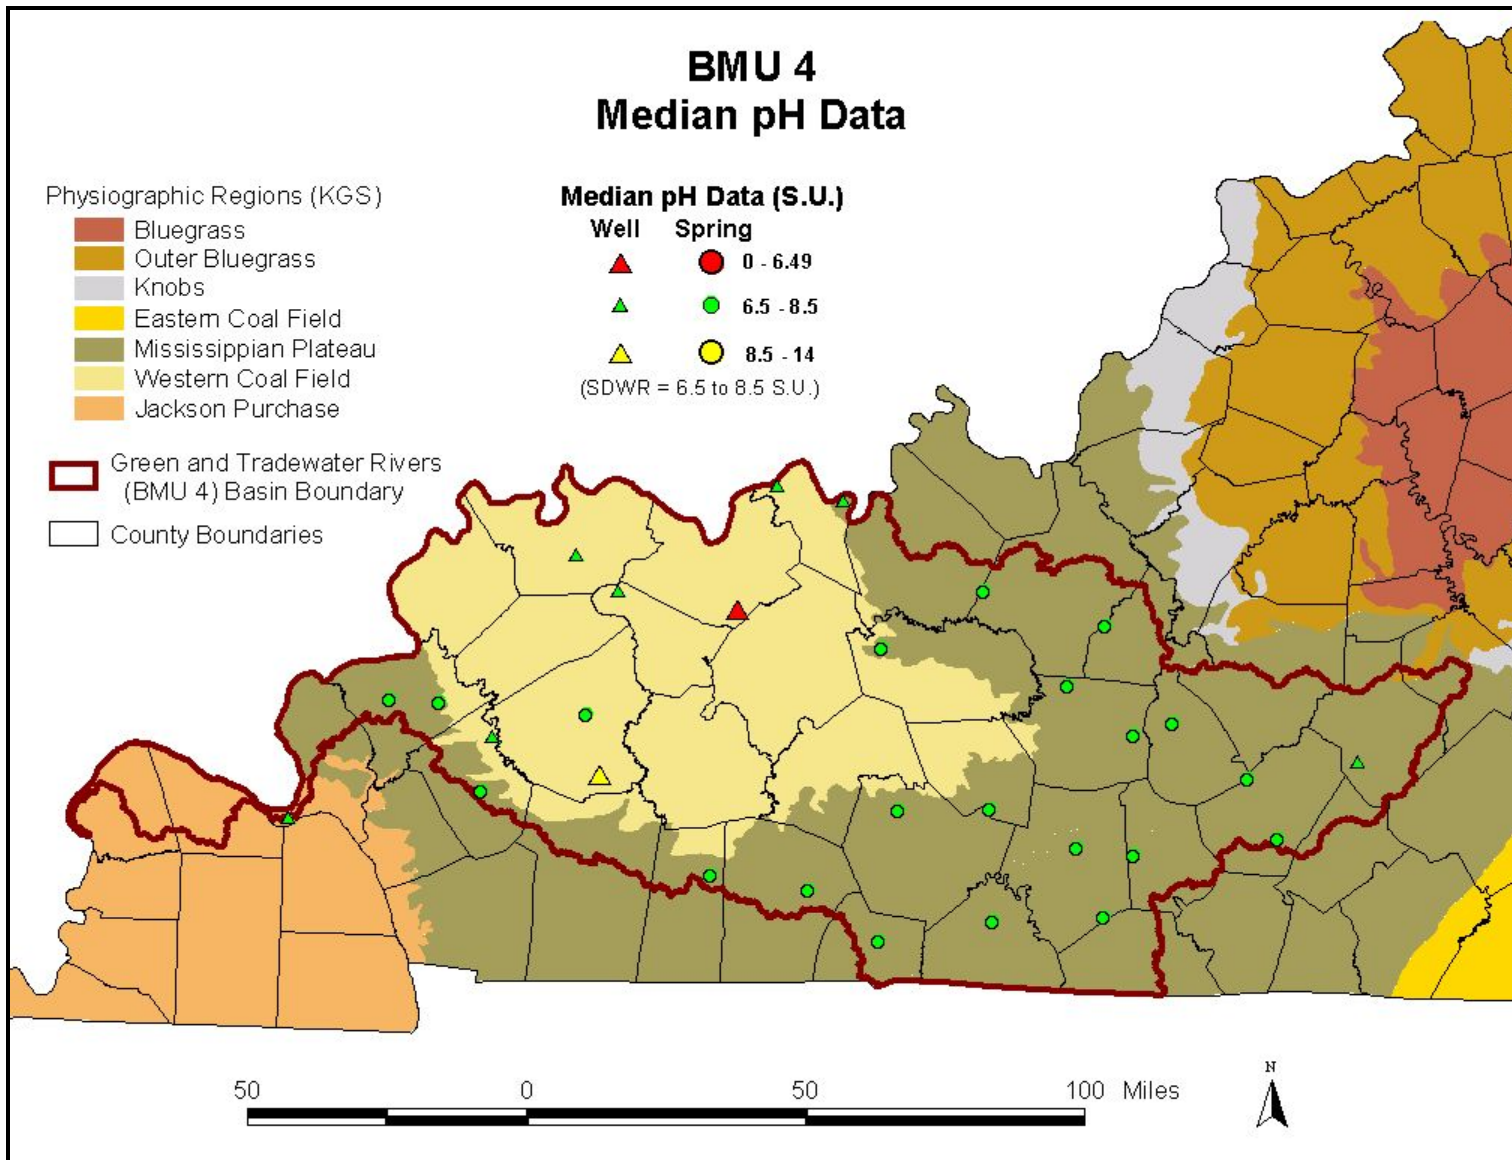 BMU 4
Median pH Data
Physiographic Regions (KGS)
Bluegrass
Outer Bluegrass
Knobs
Eastern Coal Field
Mississippian Plateau
Western Coal Field
Jackson Purchase
Green and Tradewater Rivers
(BMU 4) Basin Boundary
County Boundaries
Median pH Data (S.U.)
Well Spring
0 - 6.49
6.5 - 8.5
8.5 - 14
(SDWR = 6.5 to 8.5 S.U.)
50 0 50 100 Miles
N